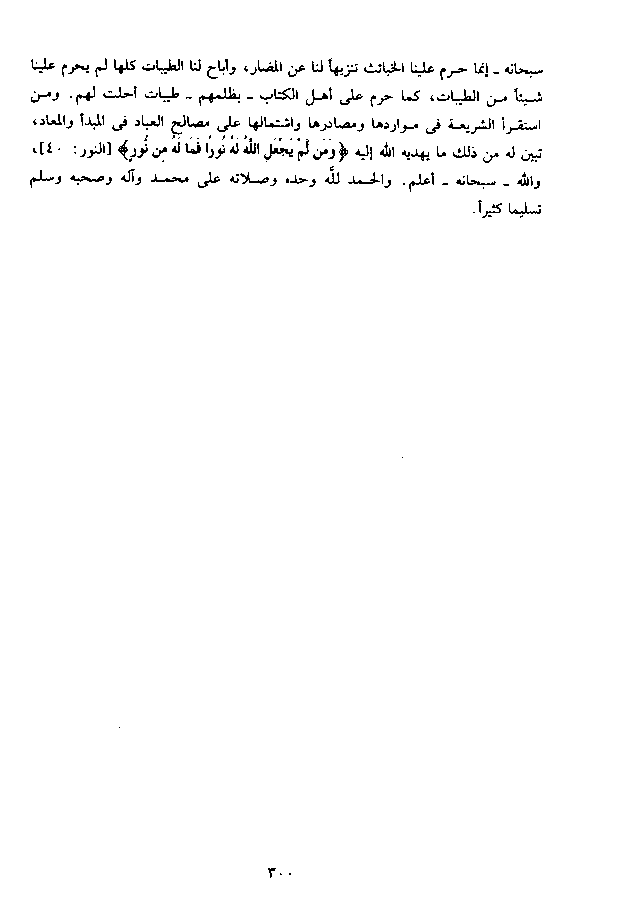 سبحانه - إنما حرم علينا الخبائث تنزيهاً لنا عن المضار، وأباح لنا الطيبات كلها لم يحرم علينا
شيئاً من الطيبات، كما حرم على أهل الكتاب - بظلمهم - طيبات أحلت لهم. ومن
استقرأ الشريعة فى مواردها ومصادرها واشتمالها على مصالح العباد فى المبدأ والمعاد،
تبين له من ذلك ما يهديه الله إليه ﴿وَمَن لَّمْ يَجْعَلِ اللَّهُ لَهُ نُورًا فَمَا لَهُ مِن نُّورٍ﴾ [النور: ٤٠]،
والله - سبحانه - أعلم. والحمد للَّه وحده وصلاته على محمد وآله وصحبه وسلم
تسليما كثيراً.
٣٠٠